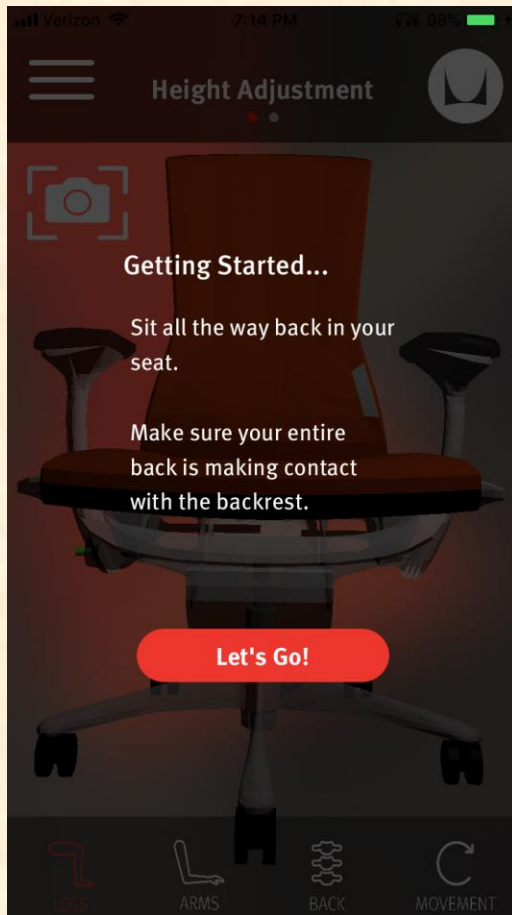 Verizon 7:14 PM 98%
Height Adjustment
Getting Started...
Sit all the way back in your
seat.
Make sure your entire
back is making contact
with the backrest.
Let's Go!
LEGS ARMS BACK MOVEMENT